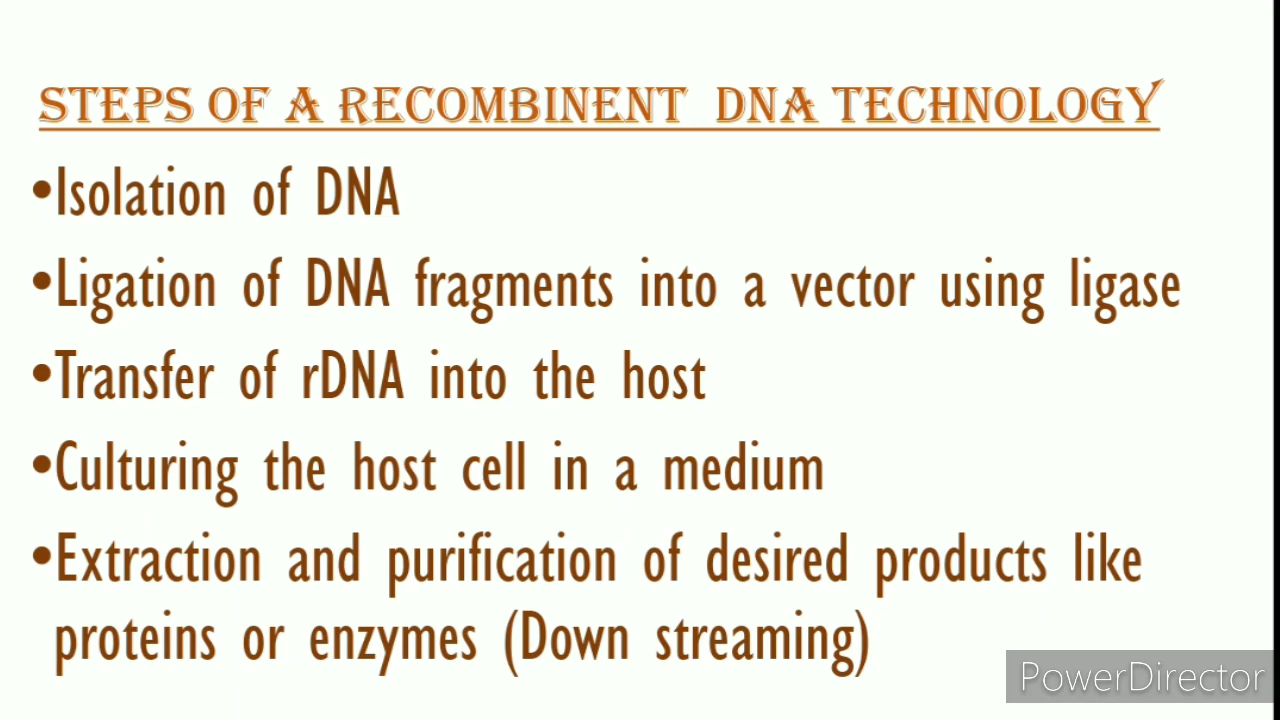 STEPS OF A RECOMBINENT DNA TECHNOLOGY
•Isolation of DNA
•Ligation of DNA fragments into a vector using ligase
•Transfer of rDNA into the host
•Culturing the host cell in a medium
•Extraction and purification of desired products like
proteins or enzymes (Down streaming)
PowerDirector